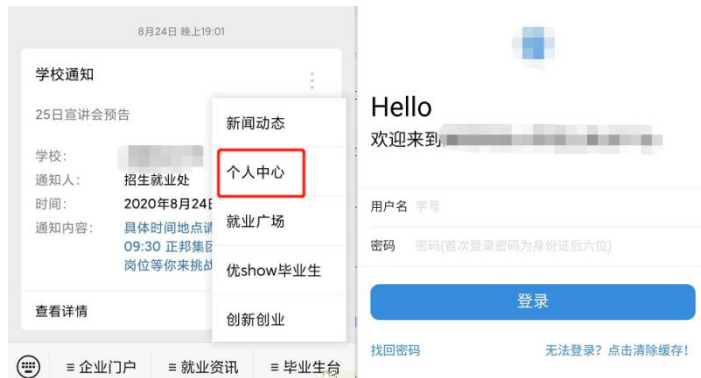 8月24日 晚上19:01
学校通知
25日宣讲会预告
学校：
通知人： 招生就业处
时间： 2020年8月24日
通知内容： 具体时间地点请
09:30 正邦集团
岗位等你来挑战
查看详情
新闻动态
个人中心
就业广场
优show毕业生
创新创业
≡ 企业门户
≡ 就业资讯
≡ 毕业生台
Hello
欢迎来到
用户名 学号
密码 密码(首次登录密码为身份证后六位)
登录
找回密码
无法登录？点击清除缓存!